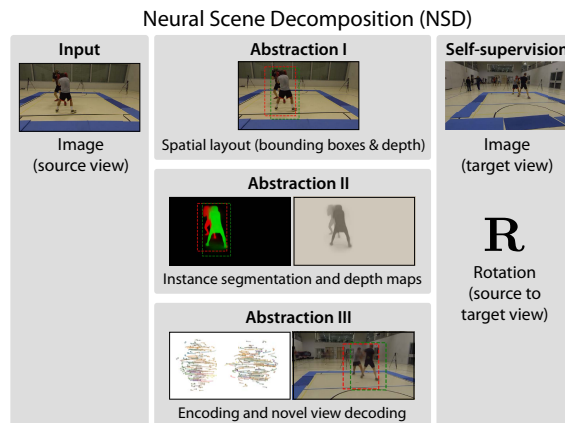 Neural Scene Decomposition (NSD)
Input
Image
(source view)
Abstraction I
Spatial layout (bounding boxes & depth)
Abstraction II
Instance segmentation and depth maps
Abstraction III
Encoding and novel view decoding
Self-supervision
Image
(target view)
R
Rotation
(source to
target view)